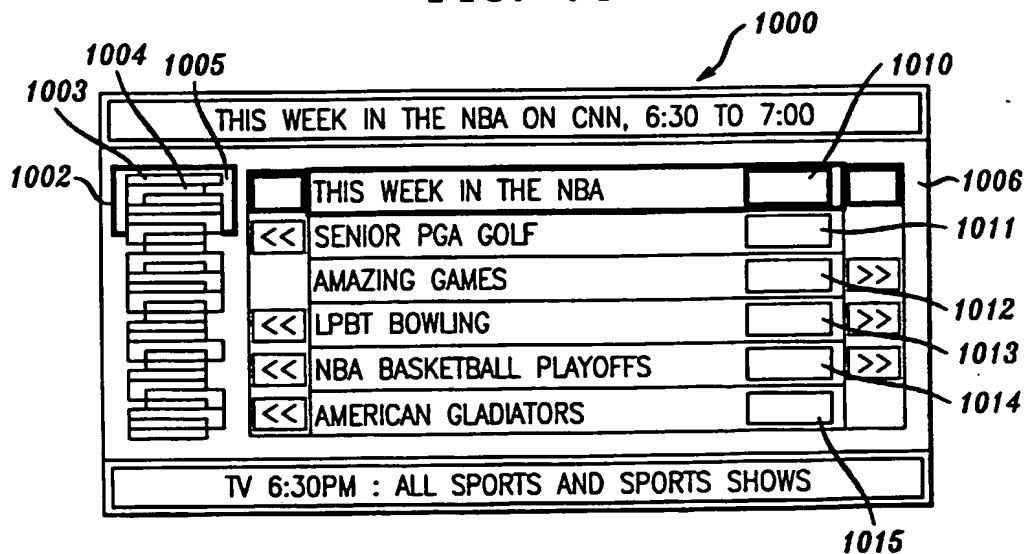 1000
1004
1005
1010
1003
THIS WEEK IN THE NBA ON CNN, 6:30 TO 7:00
1002
THIS WEEK IN THE NBA
1006
<< SENIOR PGA GOLF
1011
AMAZING GAMES >>
1012
<< LPBT BOWLING >>
1013
<< NBA BASKETBALL PLAYOFFS >>
1014
<< AMERICAN GLADIATORS
TV 6:30PM : ALL SPORTS AND SPORTS SHOWS
1015